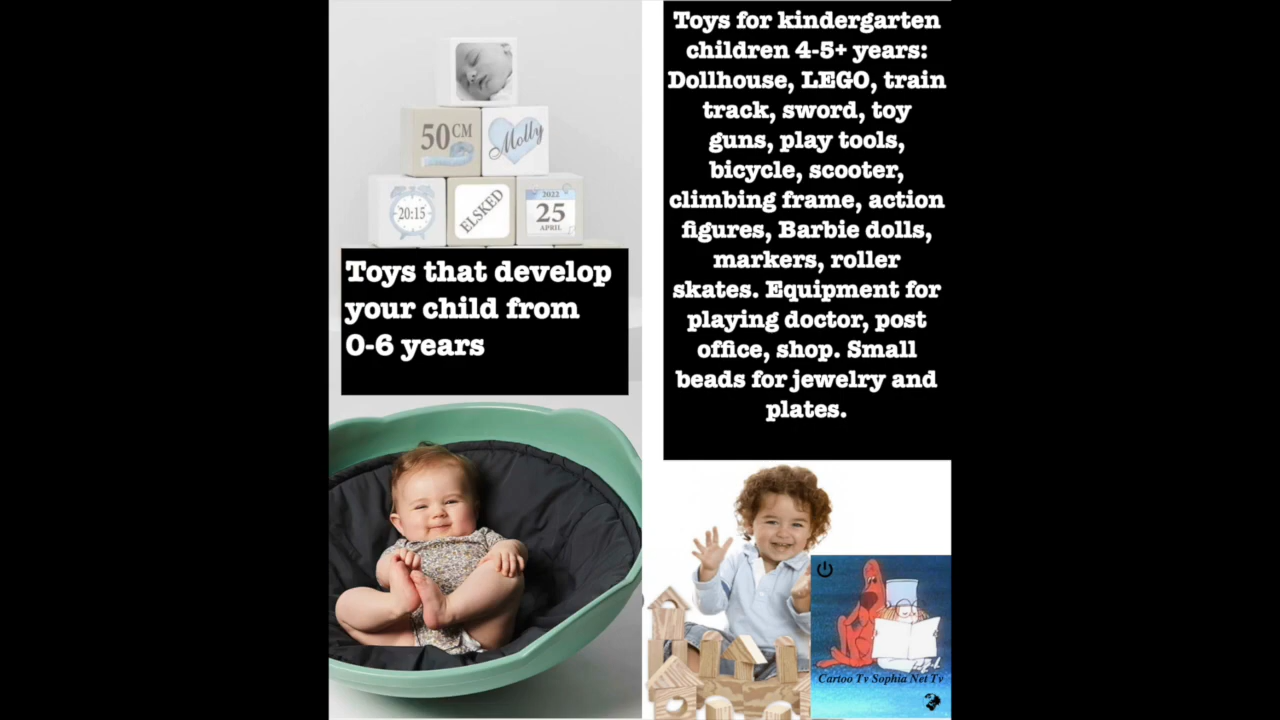 50CM
Molly
20:15
ELSKED
2022
25
APRIL
Toys that develop
your child from
0-6 years
Toys for kindergarten
children 4-5+ years:
Dollhouse, LEGO, train
track, sword, toy
guns, play tools,
bicycle, scooter,
climbing frame, action
figures, Barbie dolls,
markers, roller
skates. Equipment for
playing doctor, post
office, shop. Small
beads for jewelry and
plates.
Cartoo Tv Sophia Net Tv